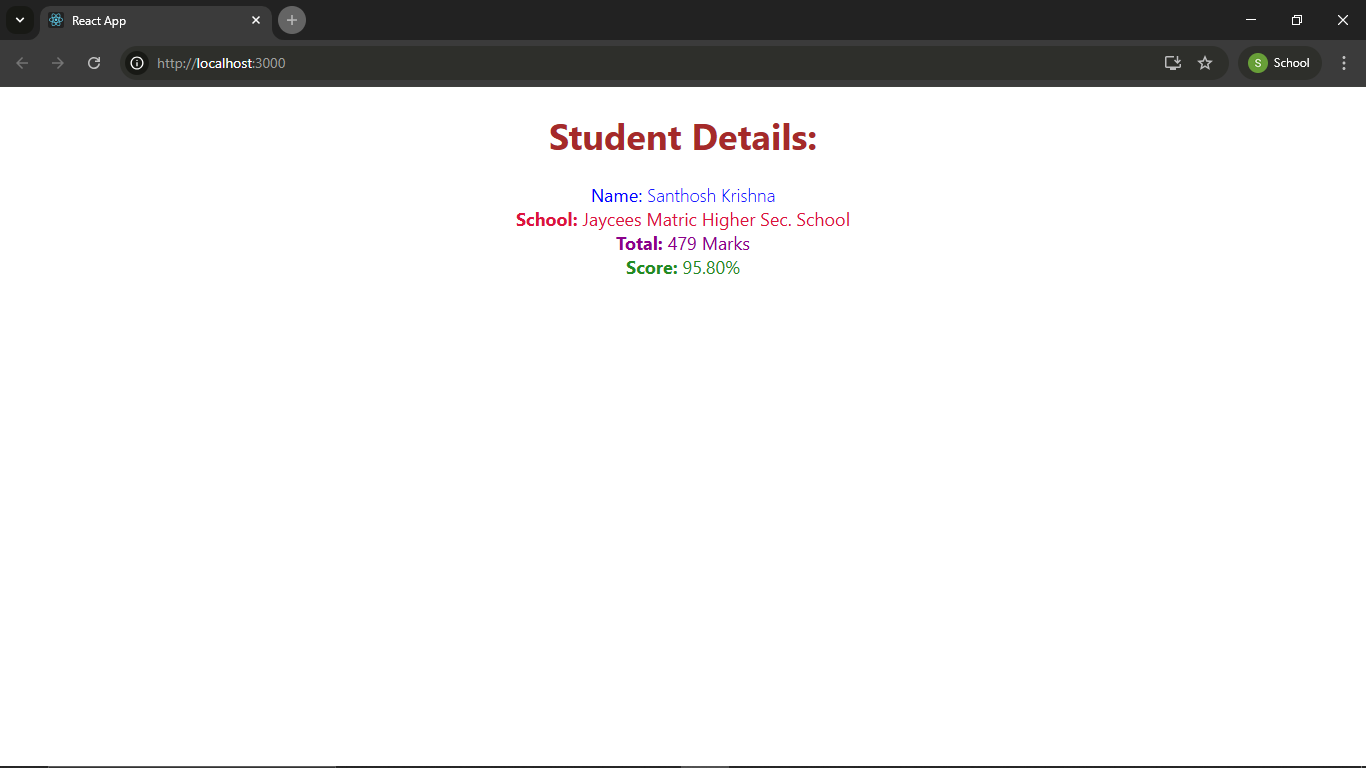 React App
http://localhost:3000
S School
Student Details:
Name: Santhosh Krishna
School: Jaycees Matric Higher Sec. School
Total: 479 Marks
Score: 95.80%